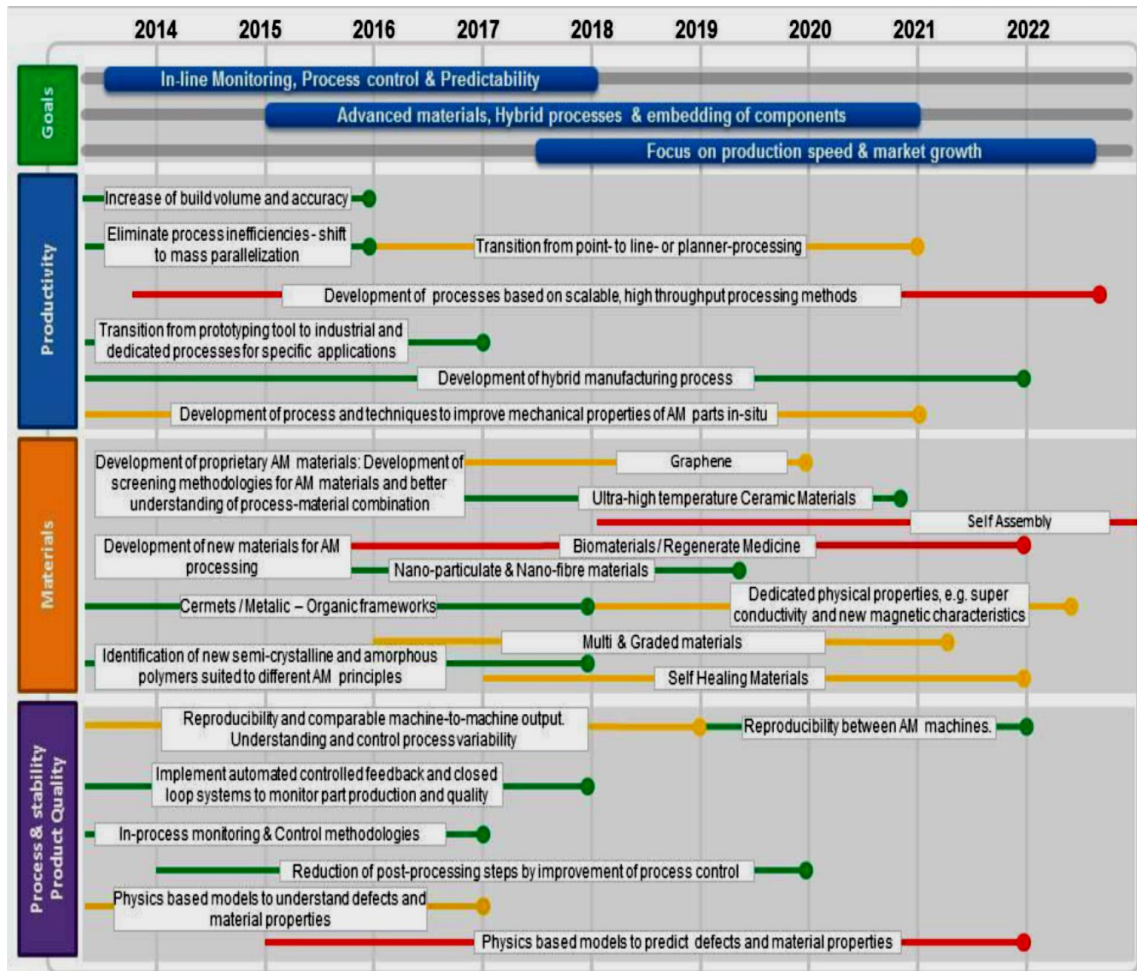 2014 2015 2016 2017 2018 2019 2020 2021 2022
Goals
In-line Monitoring, Process control & Predictability
Advanced materials, Hybrid processes & embedding of components
Focus on production speed & market growth
Productivity
Increase of build volume and accuracy
Eliminate process inefficiencies - shift
to mass parallelization
Transition from point- to line- or planner-processing
Development of processes based on scalable, high throughput processing methods
Transition from prototyping tool to industrial and
dedicated processes for specific applications
Development of hybrid manufacturing process
Development of process and techniques to improve mechanical properties of AM parts in-situ
Materials
Development of proprietary AM materials: Development of
screening methodologies for AM materials and better
understanding of process-material combination
Graphene
Ultra-high temperature Ceramic Materials
Self Assembly
Development of new materials for AM
processing
Biomaterials / Regenerate Medicine
Nano-particulate & Nano-fibre materials
Cermets / Metalic – Organic frameworks
Dedicated physical properties, e.g. super
conductivity and new magnetic characteristics
Multi & Graded materials
Identification of new semi-crystalline and amorphous
polymers suited to different AM principles
Self Healing Materials
Process & stability
Product Quality
Reproducibility and comparable machine-to-machine output.
Understanding and control process variability
Reproducibility between AM machines.
Implement automated controlled feedback and closed
loop systems to monitor part production and quality
In-process monitoring & Control methodologies
Reduction of post-processing steps by improvement of process control
Physics based models to understand defects and
material properties
Physics based models to predict defects and material properties